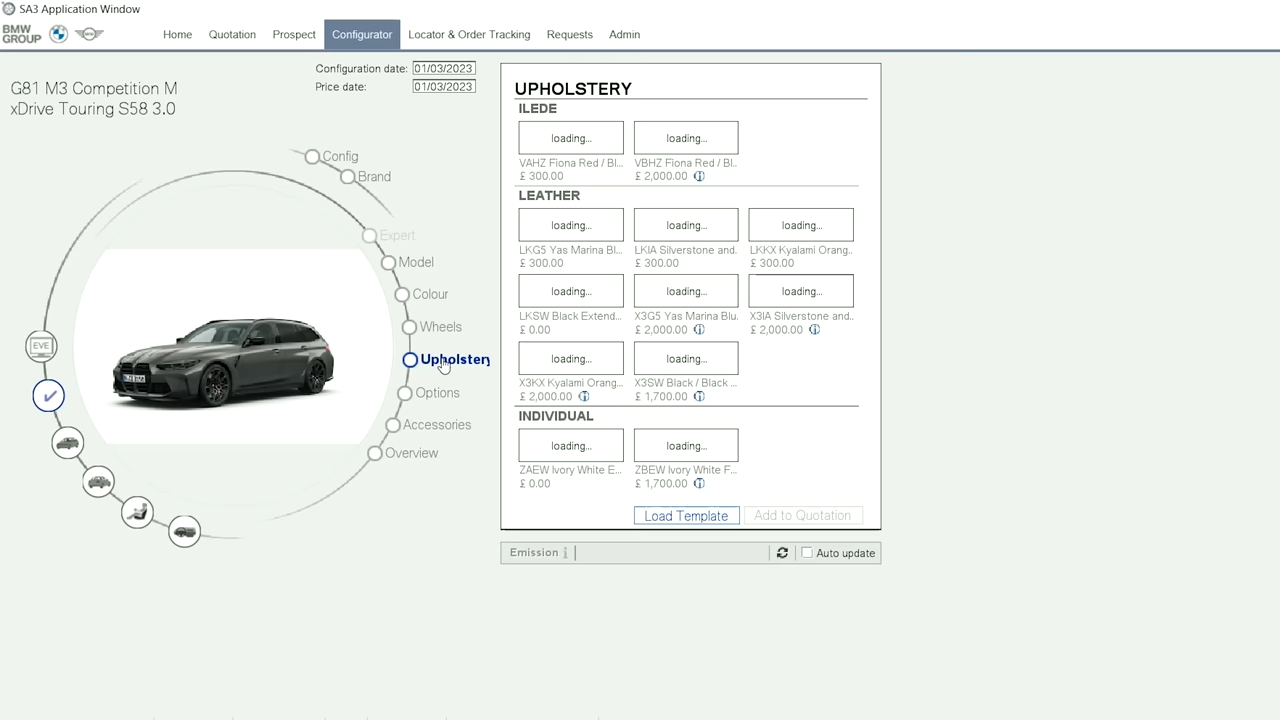 SA3 Application Window
BMW GROUP
Home Quotation Prospect Configurator Locator & Order Tracking Requests Admin
G81 M3 Competition M
xDrive Touring S58 3.0
Configuration date: 01/03/2023
Price date: 01/03/2023
Config
Brand
Expert
Model
Colour
Wheels
Upholstery
Options
Accessories
Overview
EVE
UPHOLSTERY
ILEDE
loading... loading...
VAHZ Fiona Red / Bl... VBHZ Fiona Red / Bl..
£ 300.00 £ 2,000.00
LEATHER
loading... loading... loading...
LKG5 Yas Marina Bl... LKIA Silverstone and. LKKX Kyalami Orang..
£ 300.00 £ 300.00 £ 300.00
loading... loading... loading...
LKSW Black Extend... X3G5 Yas Marina Blu. X3IA Silverstone and..
£ 0.00 £ 2,000.00 £ 2,000.00
loading... loading...
X3KX Kyalami Orang... X3SW Black / Black ...
£ 2,000.00 £ 1,700.00
INDIVIDUAL
loading... loading...
ZAEW Ivory White E... ZBEW Ivory White F...
£ 0.00 £ 1,700.00
Load Template Add to Quotation
Emission Auto update